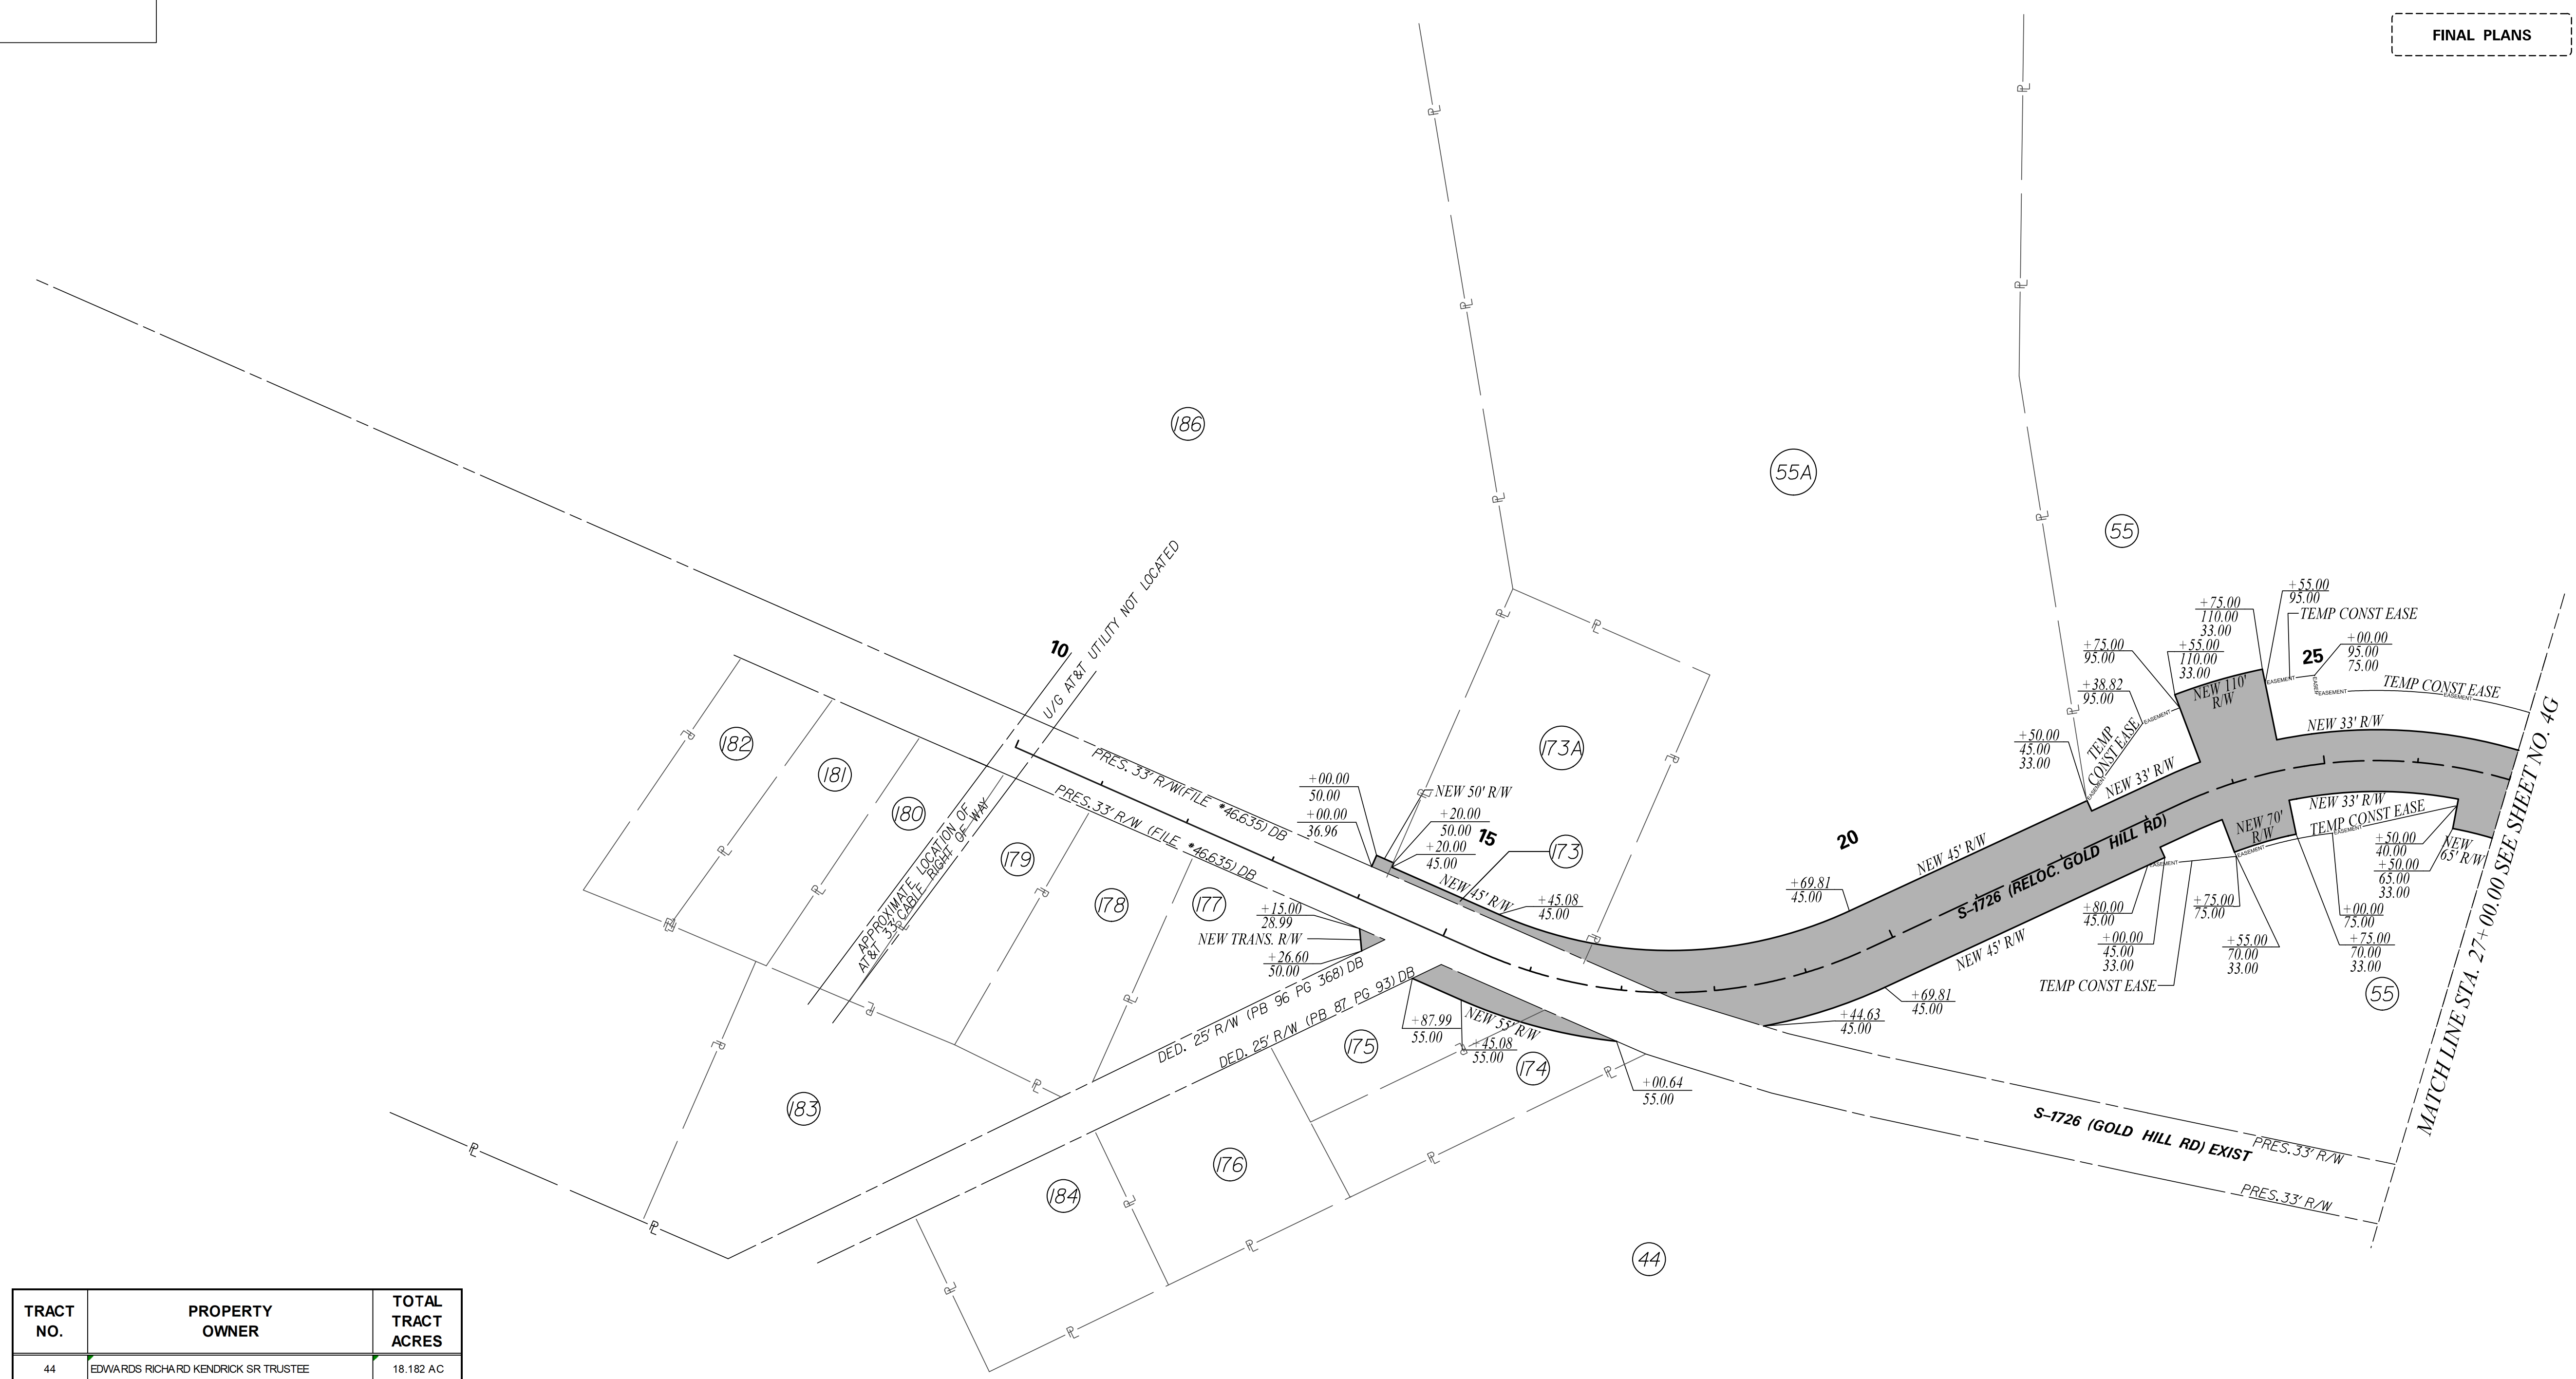 FINAL PLANS
186
55A
55
U/G AT&T UTILITY NOT LOCATED
10
182
181
180
179
178
177
APPROXIMATE LOCATION OF
AT&T 33' CABLE RIGHT OF WAY
PRES. 33' R/W(FILE #46.635) DB
PRES. 33' R/W (FILE #46.635) DB
173A
+00.00
50.00
+00.00
36.96
NEW 50' R/W
+20.00
50.00
+20.00
45.00
15
173
NEW 45' R/W
+45.08
45.00
+15.00
28.99
NEW TRANS. R/W
+26.60
50.00
DED. 25' R/W (PB 96 PG 368) DB
DED. 25' R/W (PB 87 PG 93) DB
+87.99
55.00
NEW 55' R/W
+45.08
55.00
175
174
+00.64
55.00
183
176
184
44
+69.81
45.00
20
NEW 45' R/W
S-1726 (RELOC. GOLD HILL RD)
NEW 45' R/W
+69.81
45.00
+44.63
45.00
+50.00
45.00
33.00
+38.82
95.00
+75.00
95.00
TEMP
CONST EASE
EASEMENT
EASEMENT
NEW 33' R/W
+55.00
110.00
33.00
+75.00
110.00
33.00
NEW 110'
R/W
+55.00
95.00
TEMP CONST EASE
25
+00.00
95.00
75.00
EASEMENT
EASEMENT
EASEMENT
TEMP CONST EASE
NEW 33' R/W
NEW 33' R/W
TEMP CONST EASE
EASEMENT
EASEMENT
EASEMENT
NEW 70'
R/W
+50.00
40.00
+50.00
65.00
33.00
NEW
65' R/W
+80.00
45.00
+00.00
45.00
33.00
TEMP CONST EASE
+75.00
75.00
+55.00
70.00
33.00
+00.00
75.00
+75.00
70.00
33.00
55
MATCH LINE STA. 27+00.00 SEE SHEET NO. 4G
S-1726 (GOLD HILL RD) EXIST
PRES. 33' R/W
PRES. 33' R/W
TRACT NO.
PROPERTY OWNER
TOTAL TRACT ACRES
44 EDWARDS RICHARD KENDRICK SR TRUSTEE 18.182 AC